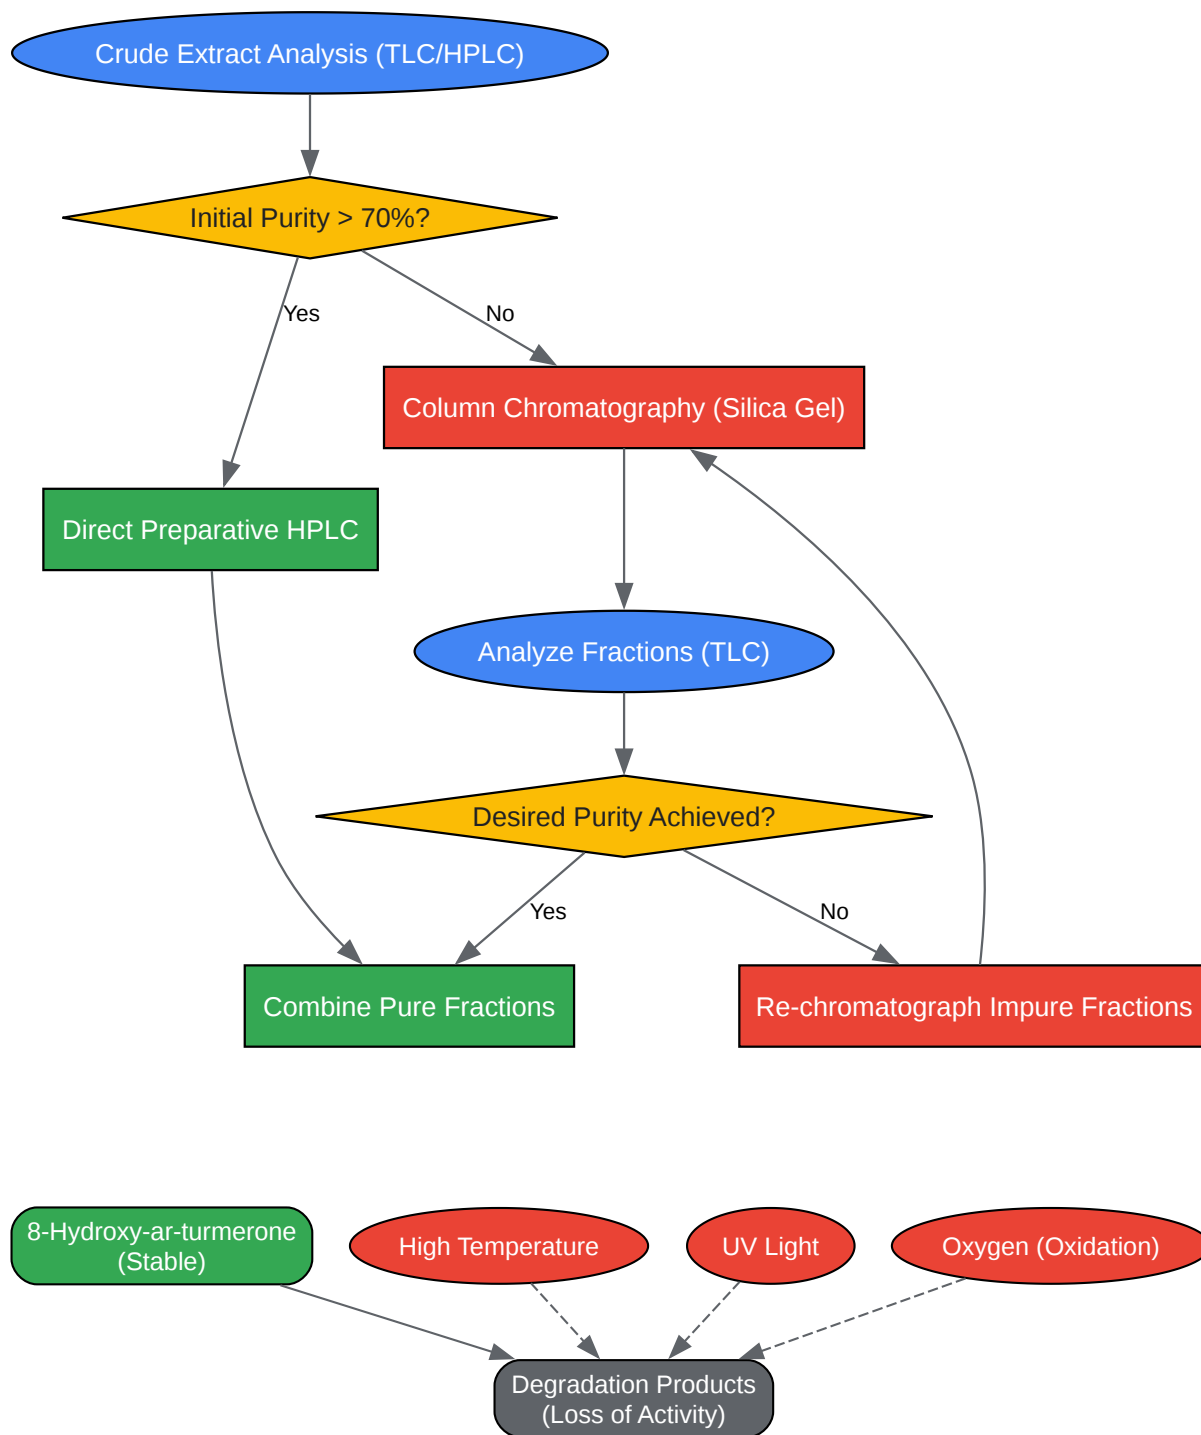 Crude Extract Analysis (TLC/HPLC)
Initial Purity > 70%?
Yes
No
Column Chromatography (Silica Gel)
Direct Preparative HPLC
Analyze Fractions (TLC)
Desired Purity Achieved?
Yes
No
Combine Pure Fractions
Re-chromatograph Impure Fractions
8-Hydroxy-ar-turmerone
(Stable)
High Temperature
UV Light
Oxygen (Oxidation)
Degradation Products
(Loss of Activity)